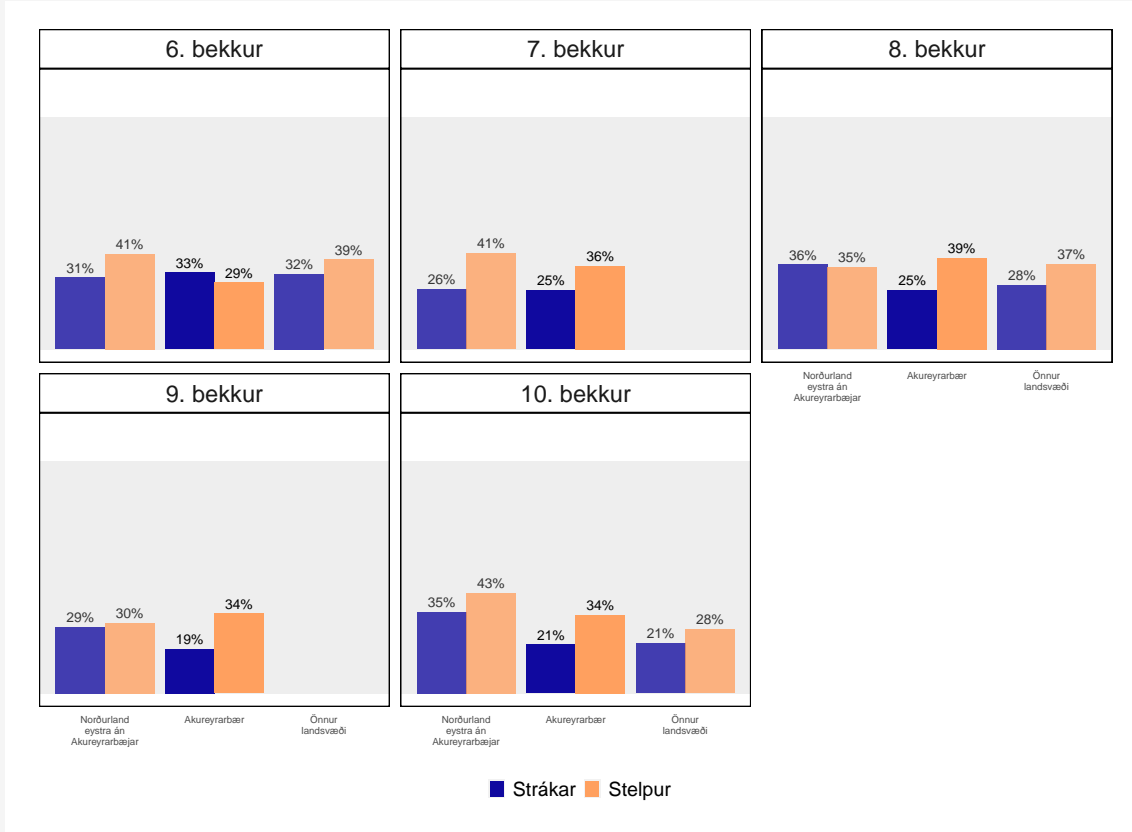 6. bekkur
7. bekkur
8. bekkur
31%
41%
33%
29%
32%
39%
26%
41%
25%
36%
36%
35%
25%
39%
28%
37%
Norðurland
eystra án
Akureyrarbæjar
Akureyrarbær
Önnur
landsvæði
9. bekkur
10. bekkur
29%
30%
19%
34%
35%
43%
21%
34%
21%
28%
Norðurland
eystra án
Akureyrarbæjar
Akureyrarbær
Önnur
landsvæði
Norðurland
eystra án
Akureyrarbæjar
Akureyrarbær
Önnur
landsvæði
Strákar
Stelpur